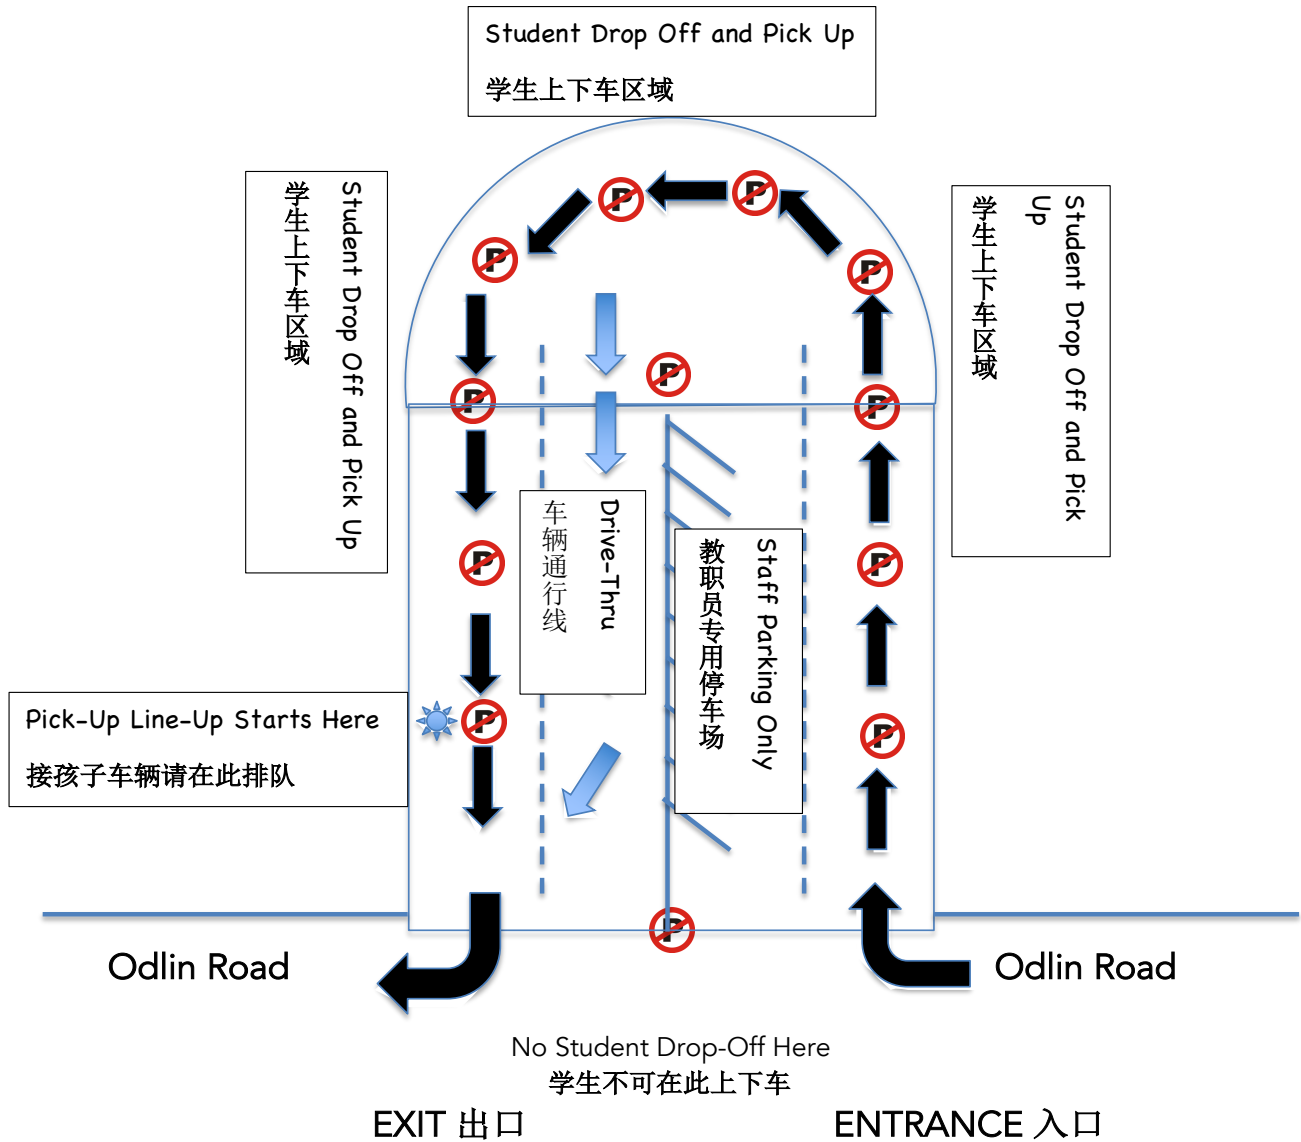 Student Drop Off and Pick Up
学生上下车区域
Student Drop Off and Pick Up
学生上下车区域
Student Drop Off and Pick
Up
学生上下车区域
P
P
P
P
P
P
P
Drive-Thru
车辆通行线
Staff Parking Only
教职员专用停车场
P
P
Pick-Up Line-Up Starts Here
接孩子车辆请在此排队
P
P
P
Odlin Road
Odlin Road
No Student Drop-Off Here
学生不可在此上下车
EXIT 出口
ENTRANCE 入口